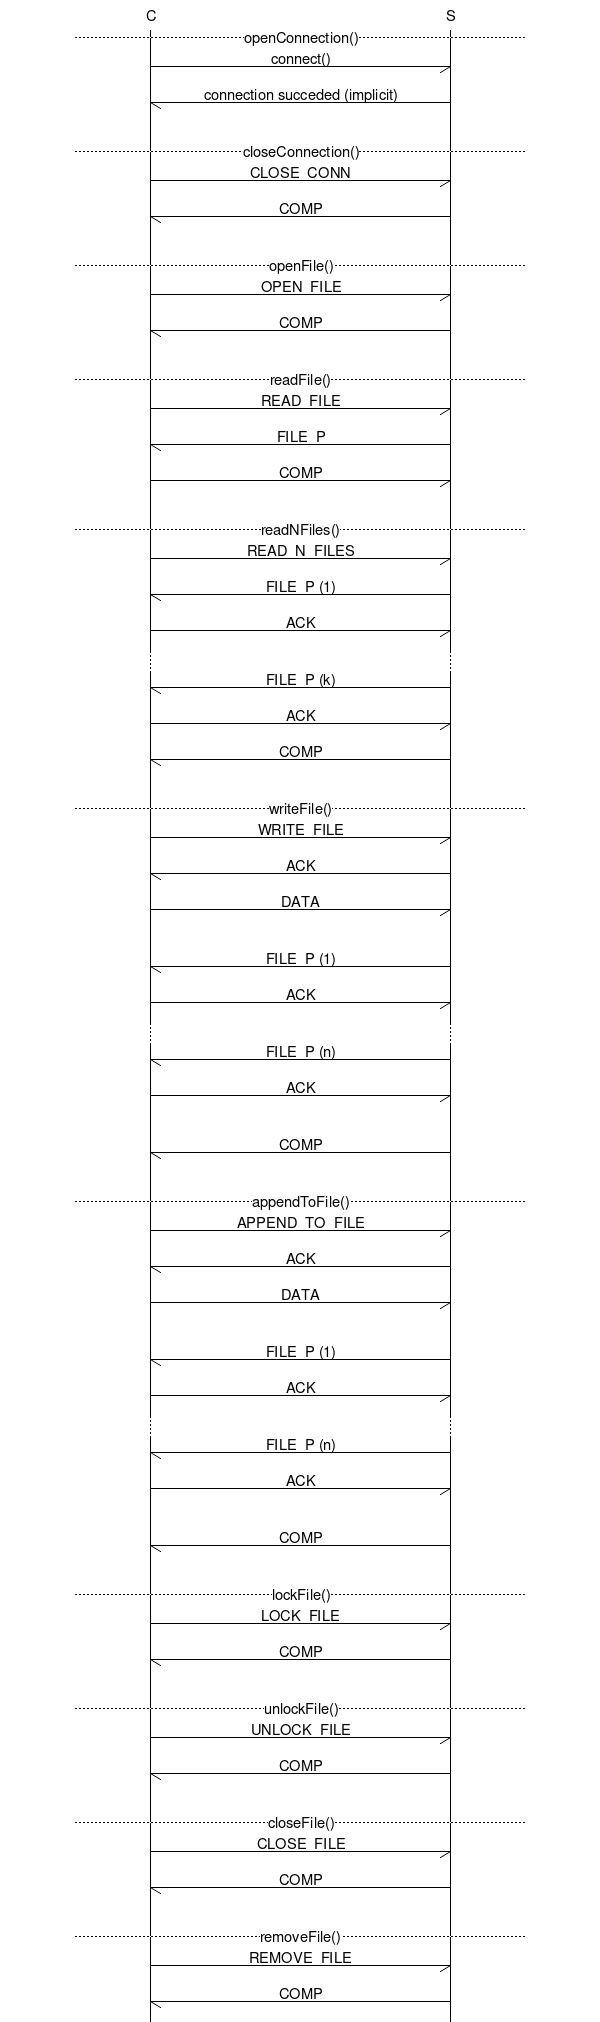 C S
openConnection()
connect()
connection succeded (implicit)
closeConnection()
CLOSE_CONN
COMP
openFile()
OPEN_FILE
COMP
readFile()
READ_FILE
FILE_P
COMP
readNFiles()
READ_N_FILES
FILE_P (1)
ACK
FILE_P (k)
ACK
COMP
writeFile()
WRITE_FILE
ACK
DATA
FILE_P (1)
ACK
FILE_P (n)
ACK
COMP
appendToFile()
APPEND_TO_FILE
ACK
DATA
FILE_P (1)
ACK
FILE_P (n)
ACK
COMP
lockFile()
LOCK_FILE
COMP
unlockFile()
UNLOCK_FILE
COMP
closeFile()
CLOSE_FILE
COMP
removeFile()
REMOVE_FILE
COMP